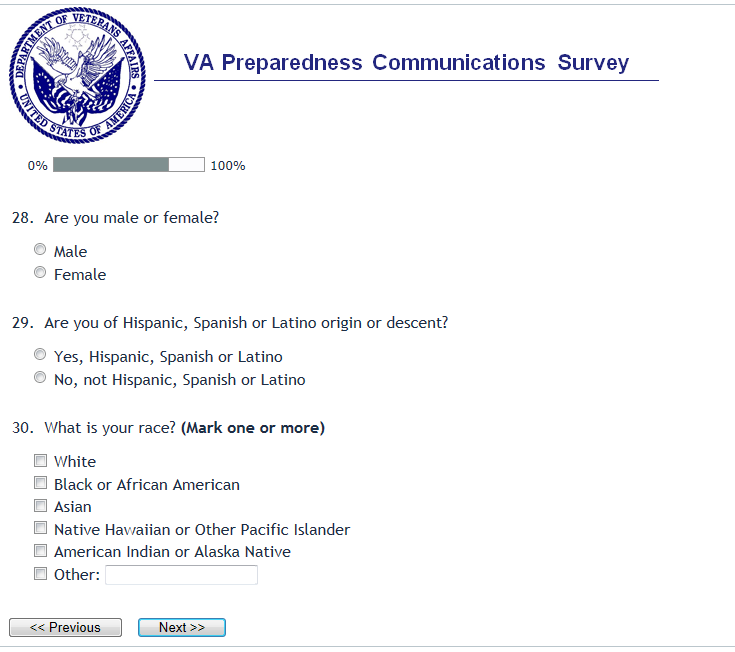 DEPARTMENT OF VETERANS AFFAIRS
UNITED STATES OF AMERICA
VA Preparedness Communications Survey
0% 100%
28. Are you male or female?
Male
Female
29. Are you of Hispanic, Spanish or Latino origin or descent?
Yes, Hispanic, Spanish or Latino
No, not Hispanic, Spanish or Latino
30. What is your race? (Mark one or more)
White
Black or African American
Asian
Native Hawaiian or Other Pacific Islander
American Indian or Alaska Native
Other:
<< Previous Next >>